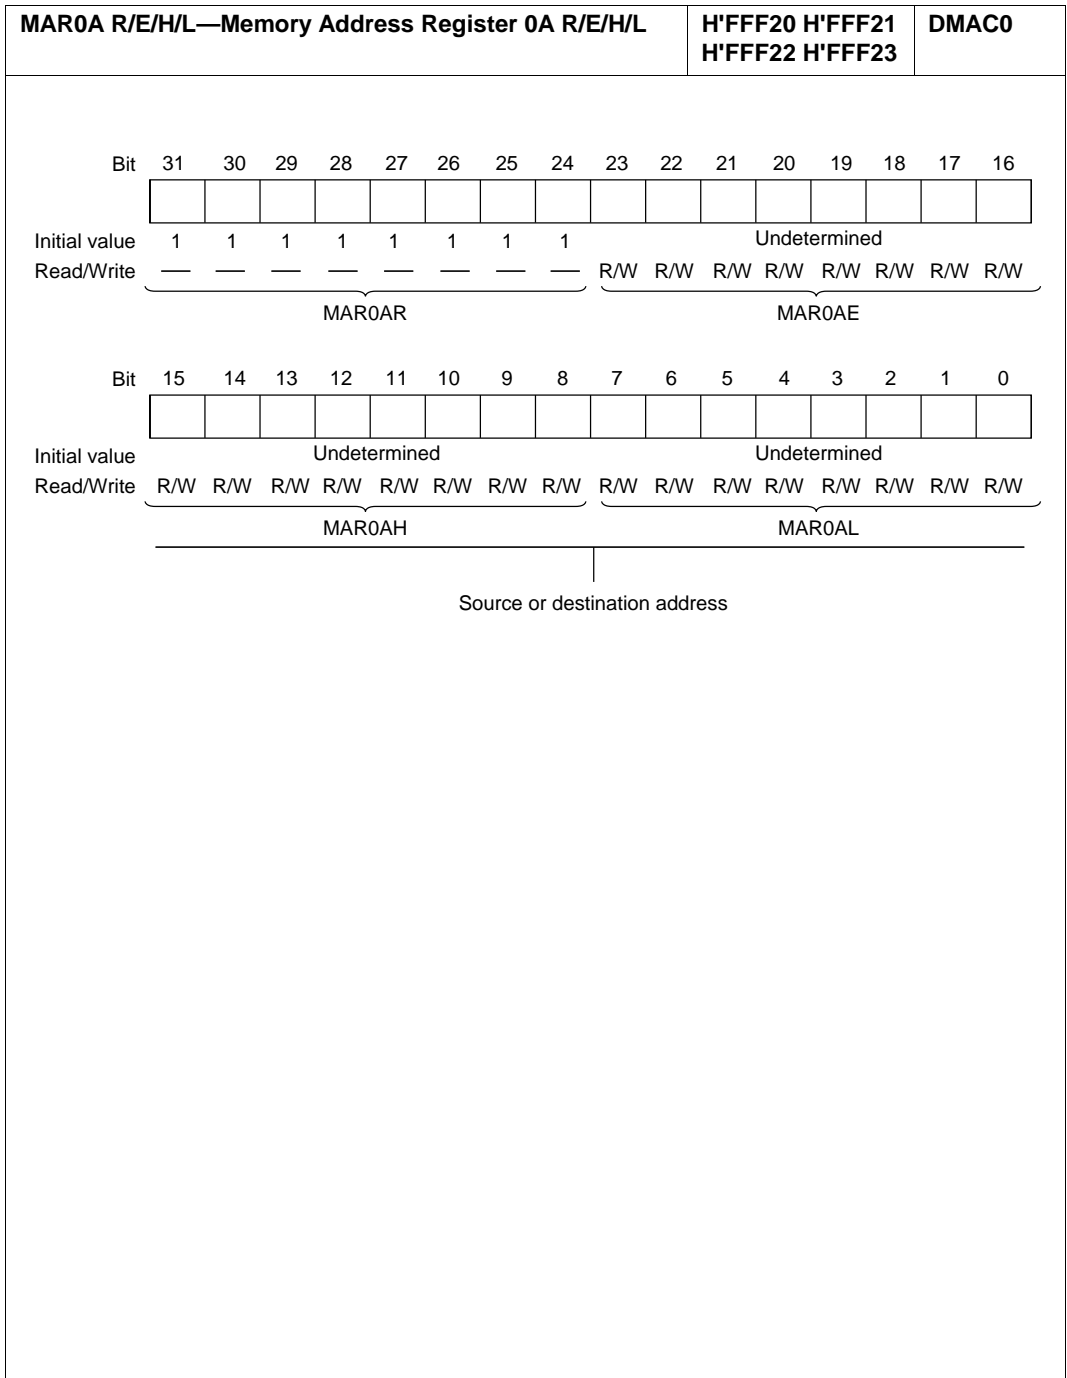 MAR0A R/E/H/L—Memory Address Register 0A R/E/H/L
H'FFF20 H'FFF21
H'FFF22 H'FFF23
DMAC0
Bit 31 30 29 28 27 26 25 24 23 22 21 20 19 18 17 16
Initial value 1 1 1 1 1 1 1 1 Undetermined
Read/Write — — — — — — — — R/W R/W R/W R/W R/W R/W R/W R/W
MAR0AR MAR0AE
Bit 15 14 13 12 11 10 9 8 7 6 5 4 3 2 1 0
Initial value Undetermined Undetermined
Read/Write R/W R/W R/W R/W R/W R/W R/W R/W R/W R/W R/W R/W R/W R/W R/W R/W
MAR0AH MAR0AL
Source or destination address